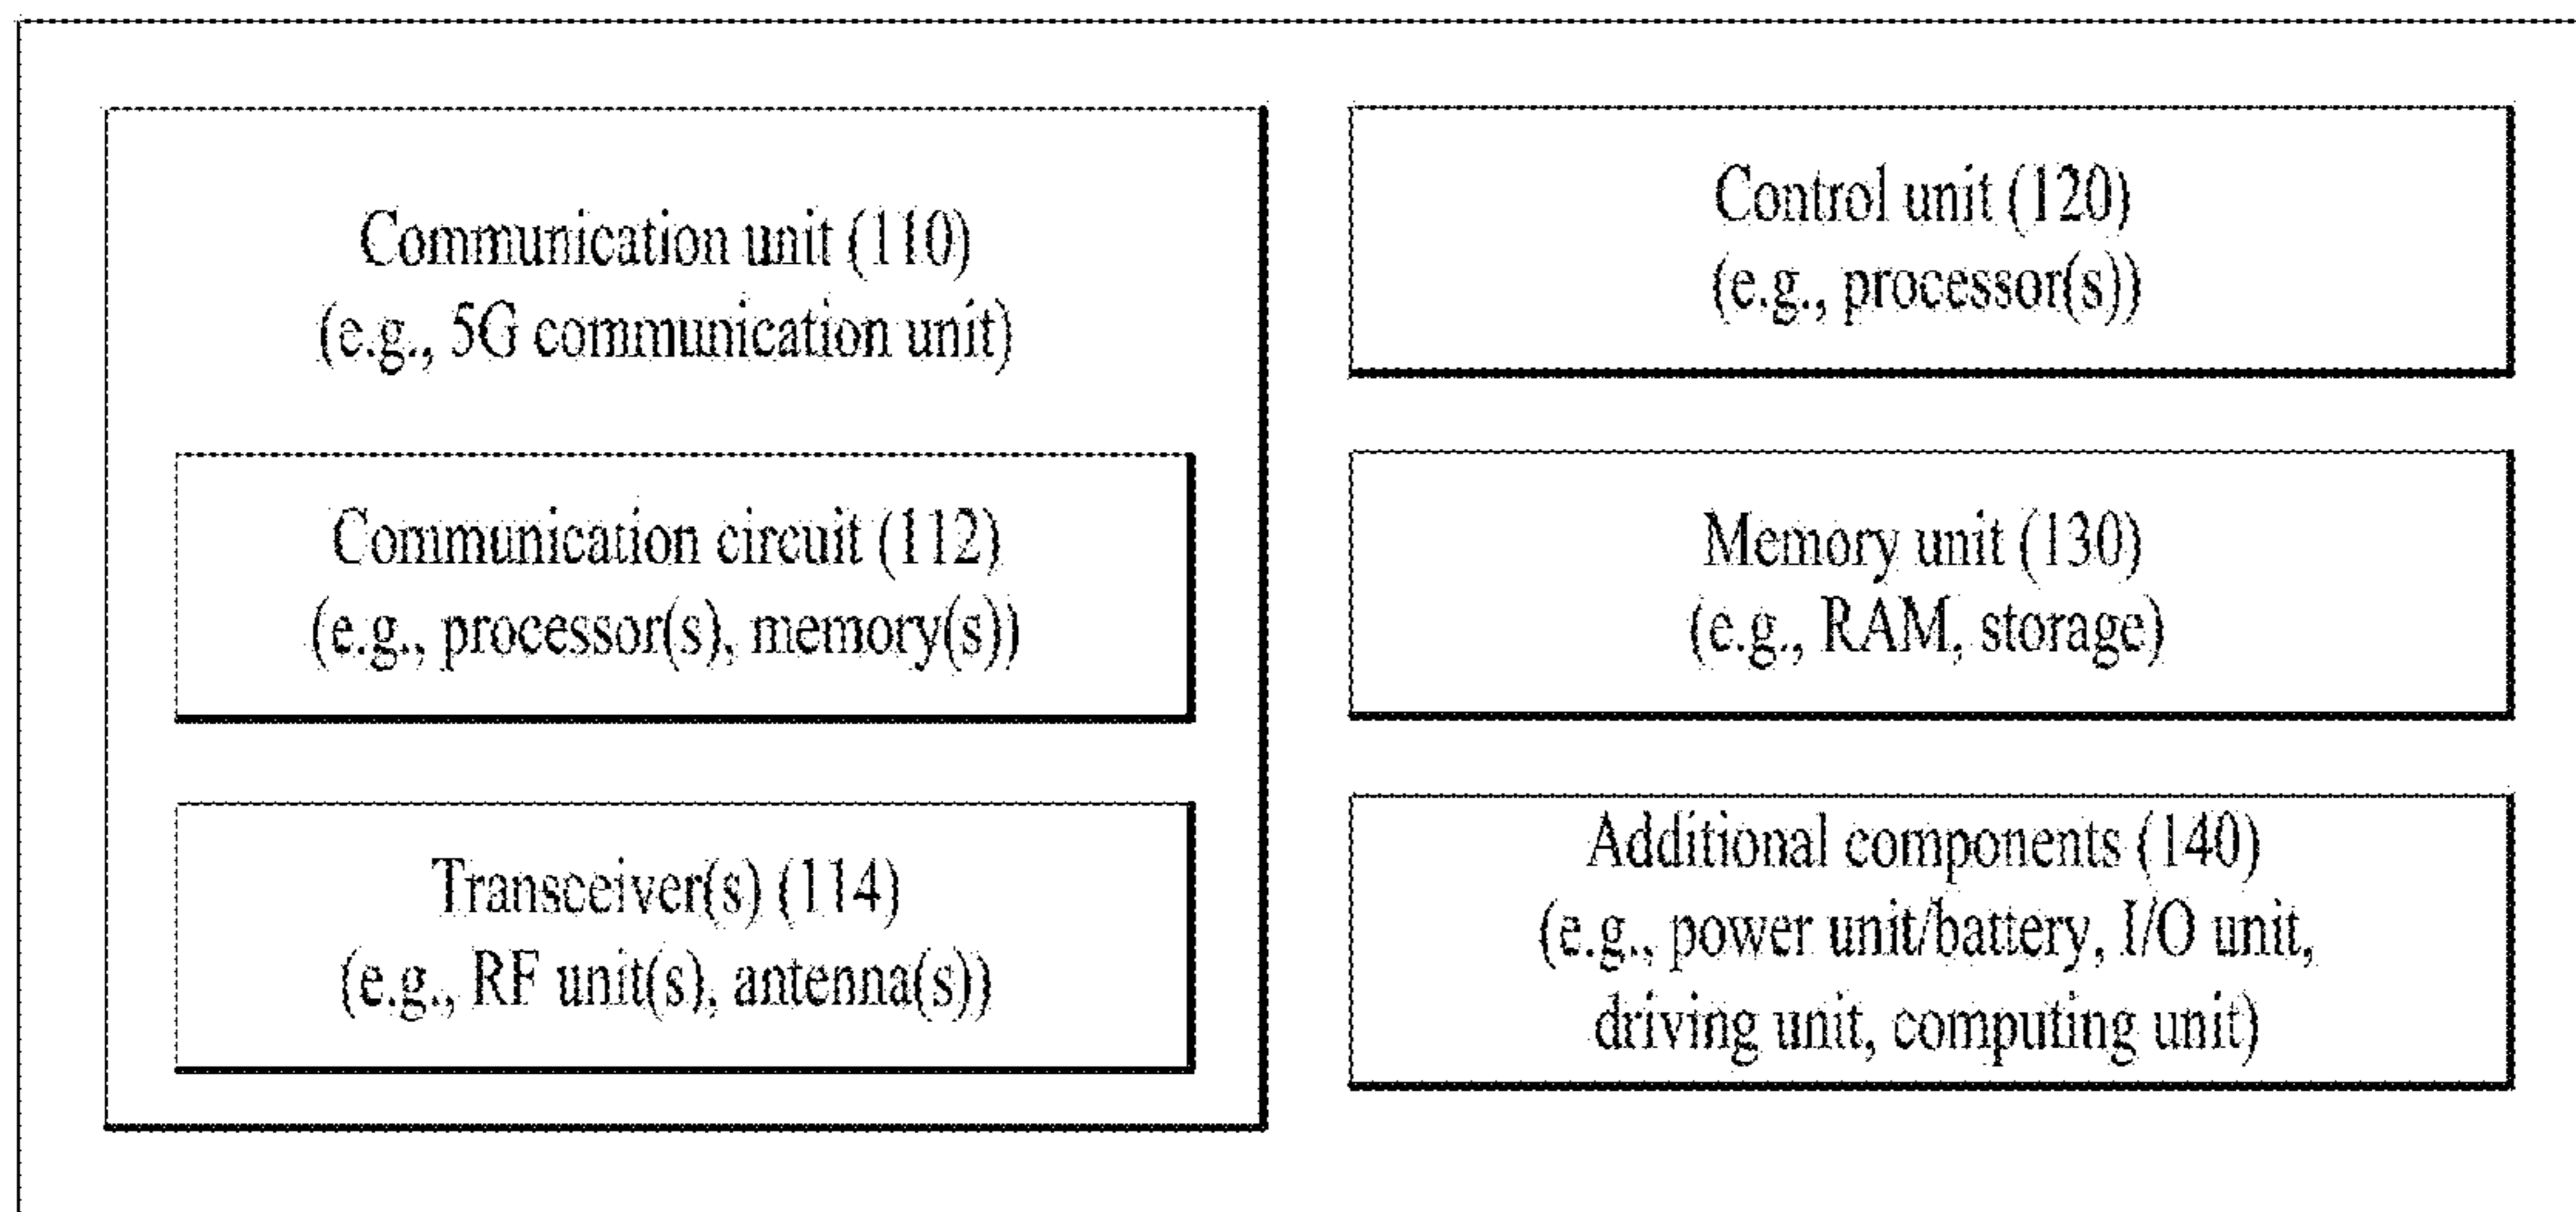 Communication unit (110)
(e.g., 5G communication unit)
Communication circuit (112)
(e.g., processor(s), memory(s))
Transceiver(s) (114)
(e.g., RF unit(s), antenna(s))
Control unit (120)
(e.g., processor(s))
Memory unit (130)
(e.g., RAM, storage)
Additional components (140)
(e.g., power unit/battery, I/O unit,
driving unit, computing unit)